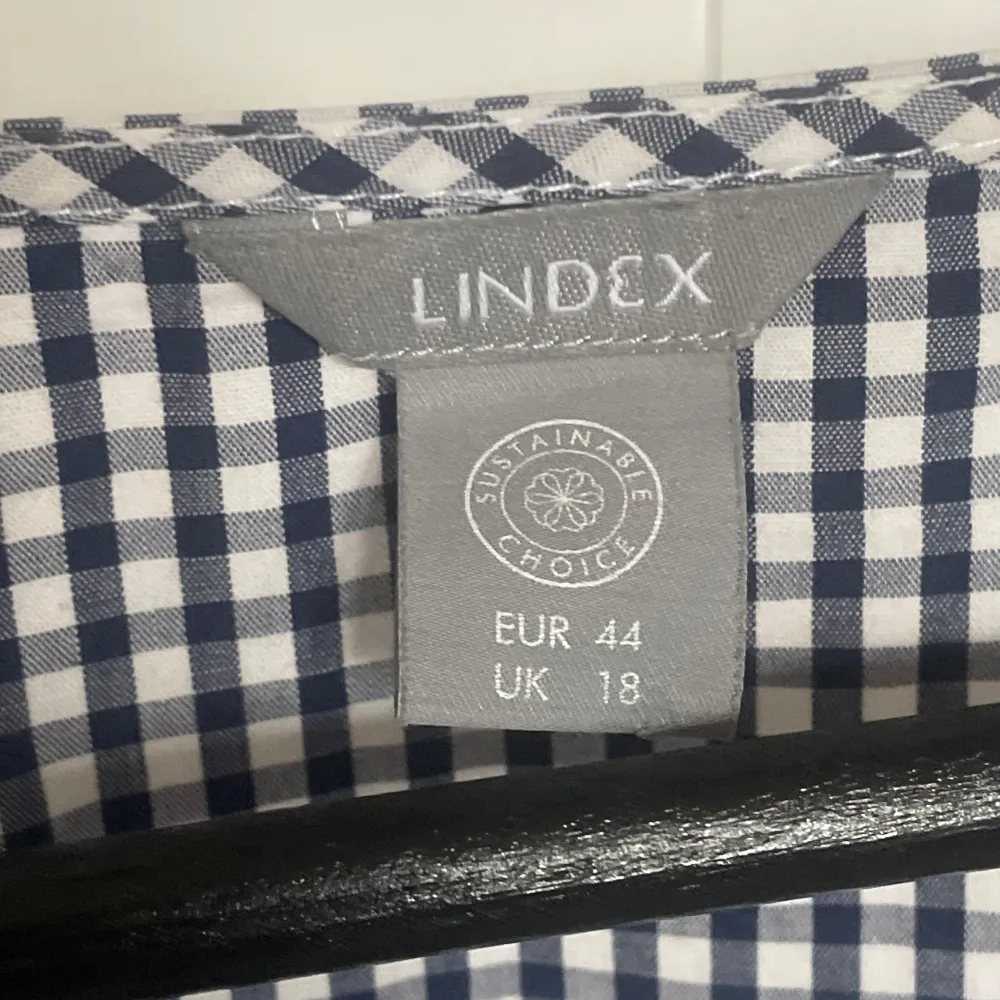 LINDEX
SUSTAINABLE
CHOICE
EUR 44
UK 18